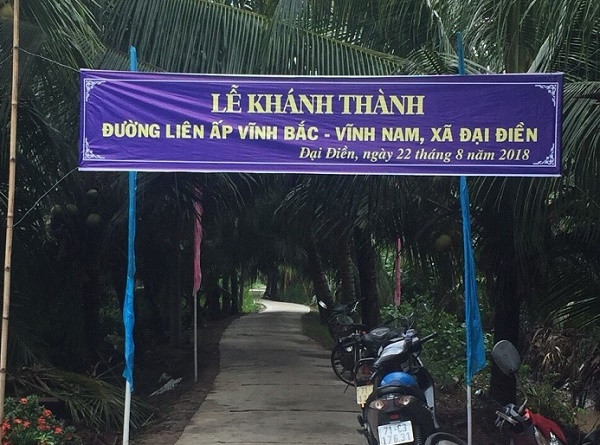 LỄ KHÁNH THÀNH
ĐƯỜNG LIÊN ẤP VĨNH BẮC - VĨNH NAM, XÃ ĐẠI ĐIỀN
Đại Điền, ngày 22 tháng 8 năm 2018